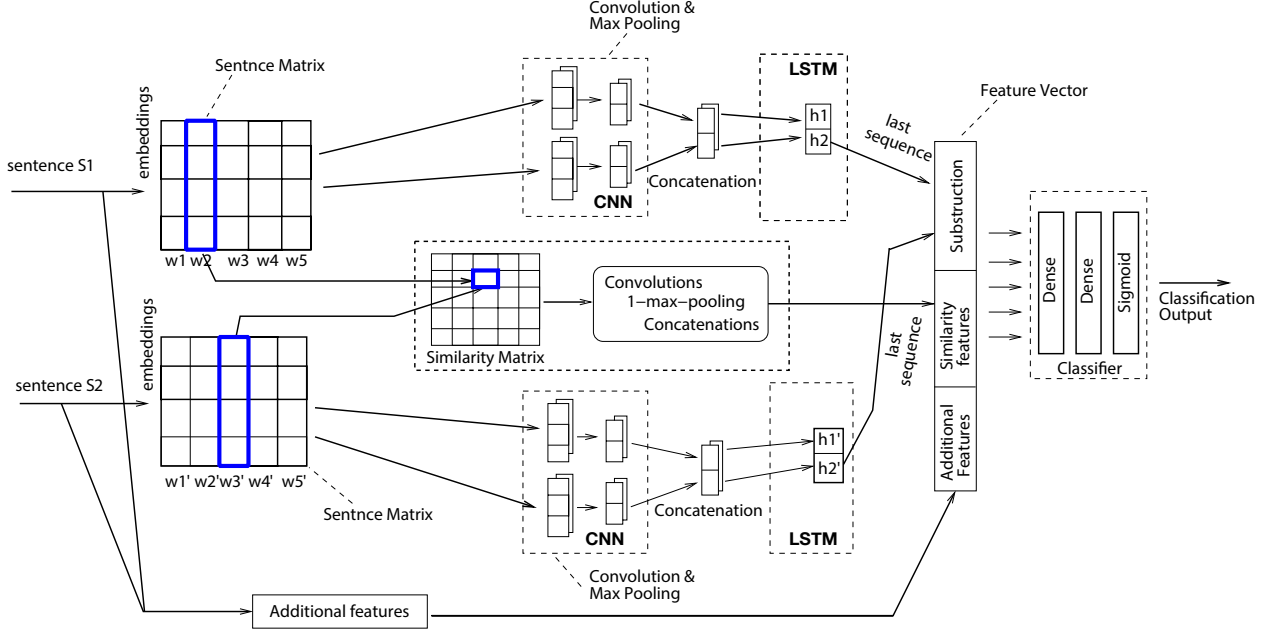 Convolution &
Max Pooling
Sentnce Matrix
embeddings
sentence S1
w1 w2 w3 w4 w5
CNN
Concatenation
LSTM
h1
h2
last
sequence
Feature Vector
Substruction
Similarity
features
Additional
Features
Dense
Dense
Sigmoid
Classifier
Classification
Output
Similarity Matrix
Convolutions
1-max-pooling
Concatenations
last
sequence
embeddings
sentence S2
w1' w2' w3' w4' w5'
Sentnce Matrix
CNN
Concatenation
h1'
h2'
LSTM
Convolution &
Max Pooling
Additional features